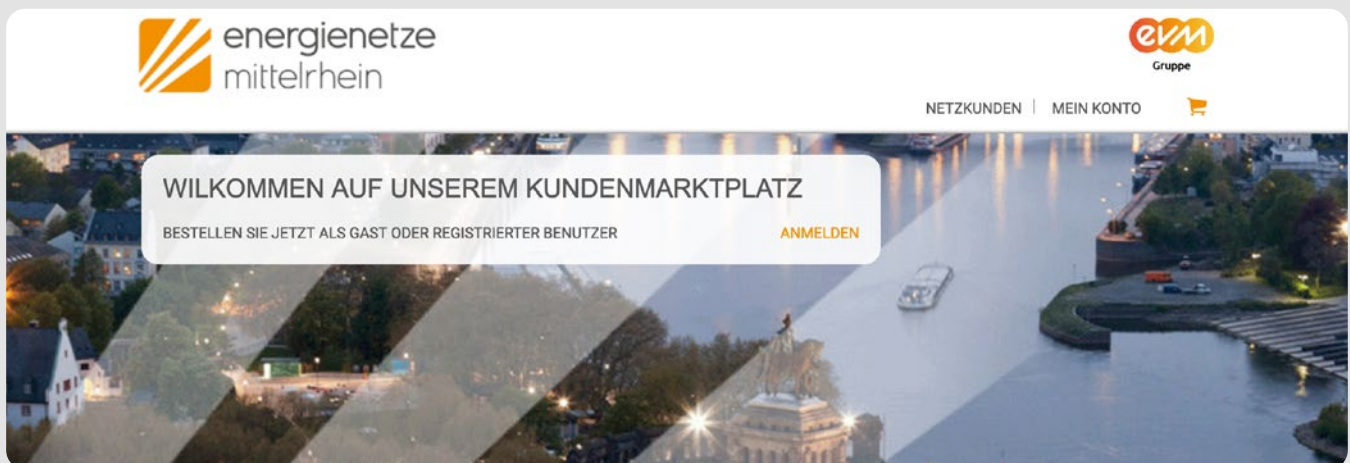 energienetze
mittelrhein
evm
Gruppe
NETZKUNDEN | MEIN KONTO
WILKOMMEN AUF UNSEREM KUNDENMARKTPLATZ
BESTELLEN SIE JETZT ALS GAST ODER REGISTRIERTER BENUTZER ANMELDEN